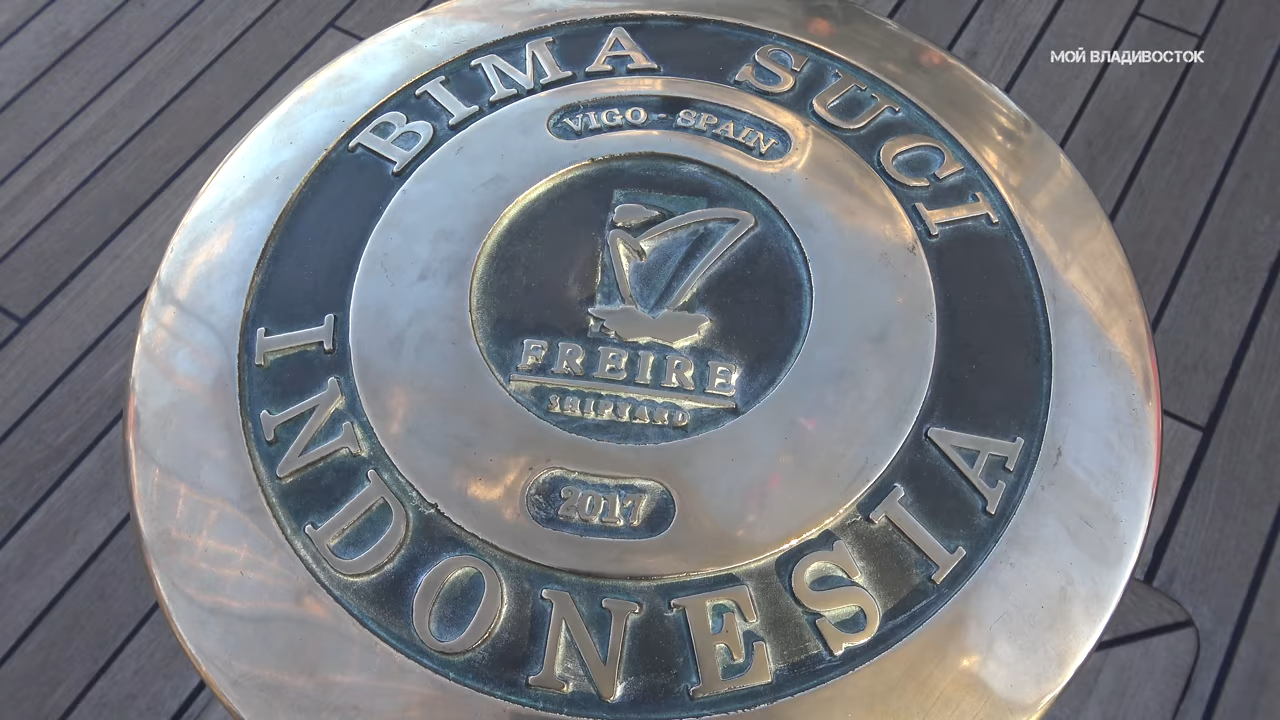 МОЙ ВЛАДИВОСТОК
BIMA SUCI
VIGO - SPAIN
FREIRE
SHIPYARD
2017
INDONESIA